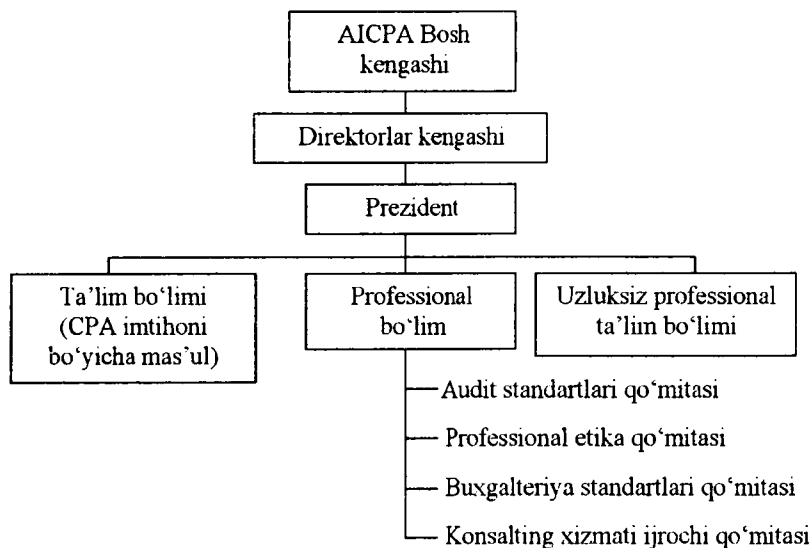 AICPA Bosh
kengashi
Direktorlar kengashi
Prezident
Ta’lim bo‘limi
(CPA imtihoni
bo‘yicha mas’ul)
Professional
bo‘lim
Uzluksiz professional
ta’lim bo‘limi
Audit standartlari qo‘mitasi
Professional etika qo‘mitasi
Buxgalteriya standartlari qo‘mitasi
Konsalting xizmati ijrochi qo‘mitasi